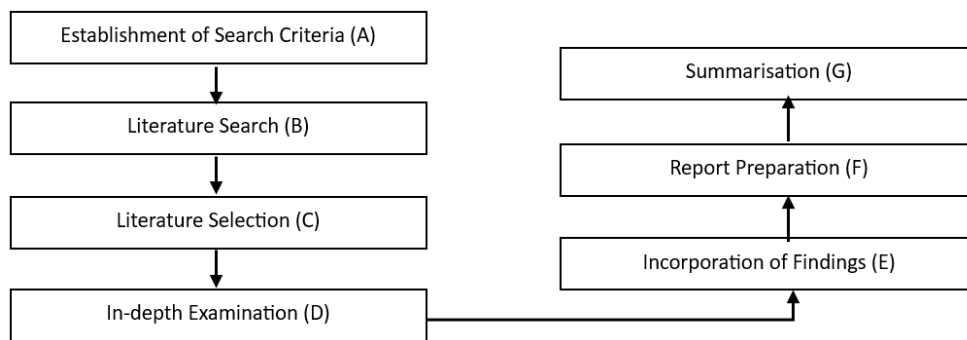 Establishment of Search Criteria (A)
Literature Search (B)
Literature Selection (C)
In-depth Examination (D)
Incorporation of Findings (E)
Report Preparation (F)
Summarisation (G)